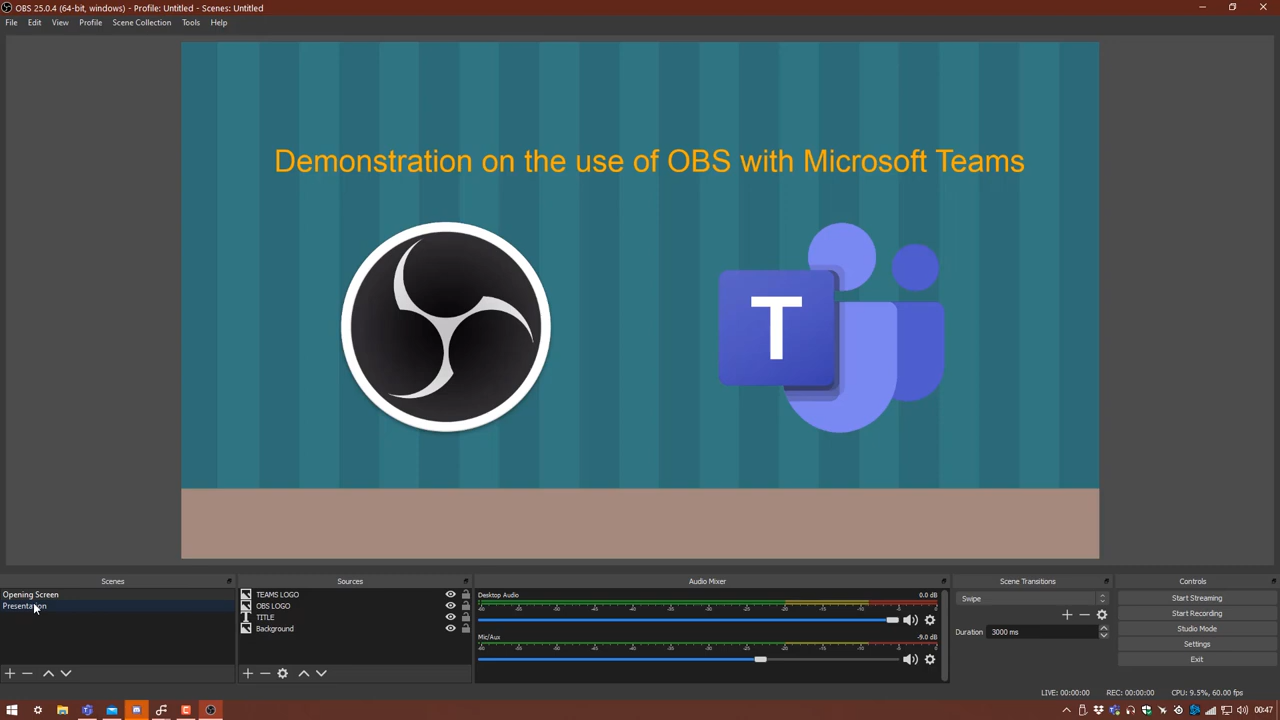 OBS 25.0.4 (64-bit, windows) - Profile: Untitled - Scenes: Untitled
File Edit View Profile Scene Collection Tools Help
Demonstration on the use of OBS with Microsoft Teams
T
Scenes
Opening Screen
Presentation
Sources
TEAMS LOGO
OBS LOGO
TITLE
Background
Audio Mixer
Desktop Audio 0.0 dB
Mic/Aux -9.0 dB
Scene Transitions
Swipe
Duration 3000 ms
Controls
Start Streaming
Start Recording
Studio Mode
Settings
Exit
LIVE: 00:00:00 REC: 00:00:00 CPU: 9.5%, 60.00 fps
00:47